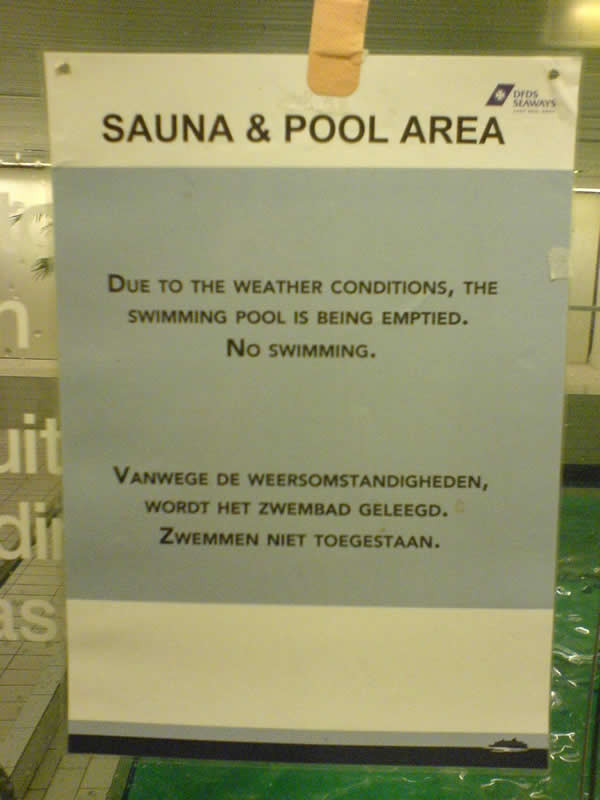 DFDS
SEAWAYS
SAUNA & POOL AREA
DUE TO THE WEATHER CONDITIONS, THE
SWIMMING POOL IS BEING EMPTIED.
NO SWIMMING.
VANWEGE DE WEERSOMSTANDIGHEDEN,
WORDT HET ZWEMBAD GELEEGD.
ZWEMMEN NIET TOEGESTAAN.